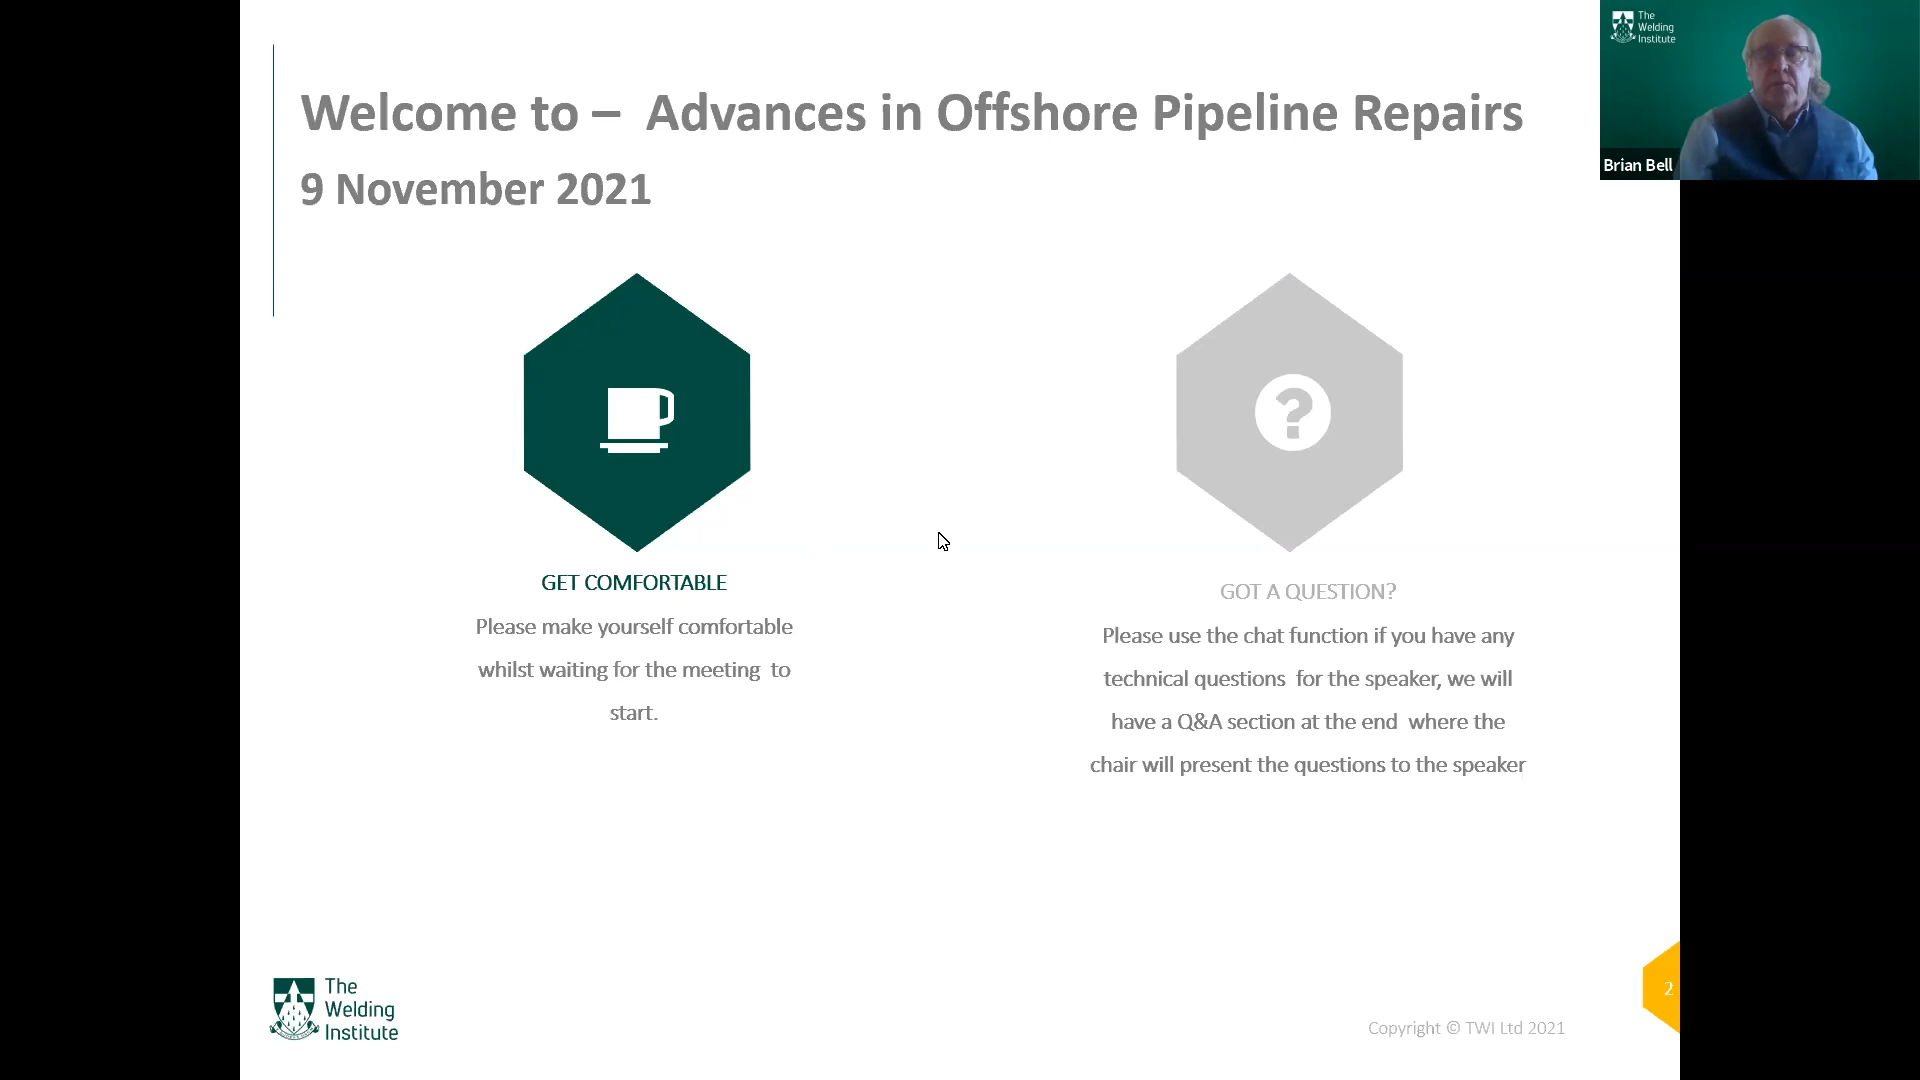 Welcome to – Advances in Offshore Pipeline Repairs
9 November 2021
The
Welding
Institute
Brian Bell
GET COMFORTABLE
Please make yourself comfortable
whilst waiting for the meeting to
start.
GOT A QUESTION?
Please use the chat function if you have any
technical questions for the speaker, we will
have a Q&A section at the end where the
chair will present the questions to the speaker
The
Welding
Institute
2
Copyright © TWI Ltd 2021